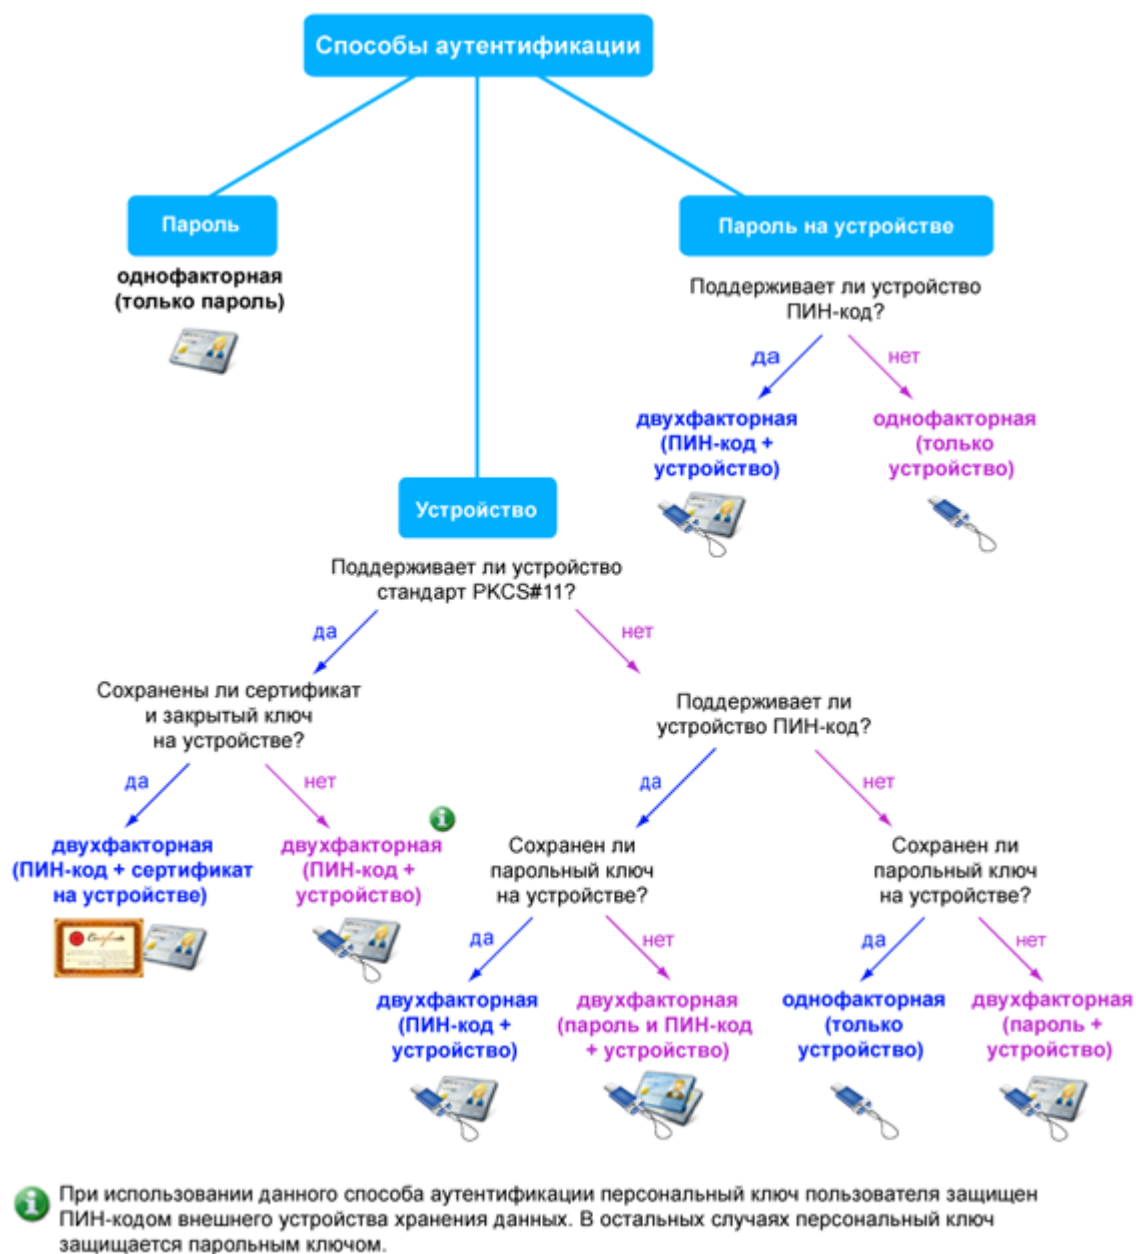 Способы аутентификации
Пароль
однофакторная
(только пароль)
Пароль на устройстве
Поддерживает ли устройство
ПИН-код?
да
нет
двухфакторная
(ПИН-код +
устройство)
однофакторная
(только
устройство)
Устройство
Поддерживает ли устройство
стандарт PKCS#11?
да
нет
Сохранены ли сертификат
и закрытый ключ
на устройстве?
да
нет
двухфакторная
(ПИН-код + сертификат
на устройстве)
двухфакторная
(ПИН-код +
устройство)
Поддерживает ли
устройство ПИН-код?
да
нет
Сохранен ли
парольный ключ
на устройстве?
да
нет
двухфакторная
(ПИН-код +
устройство)
двухфакторная
(пароль и ПИН-код
+ устройство)
Сохранен ли
парольный ключ
на устройстве?
да
нет
однофакторная
(только
устройство)
двухфакторная
(пароль +
устройство)
При использовании данного способа аутентификации персональный ключ пользователя защищен
ПИН-кодом внешнего устройства хранения данных. В остальных случаях персональный ключ
защищается парольным ключом.